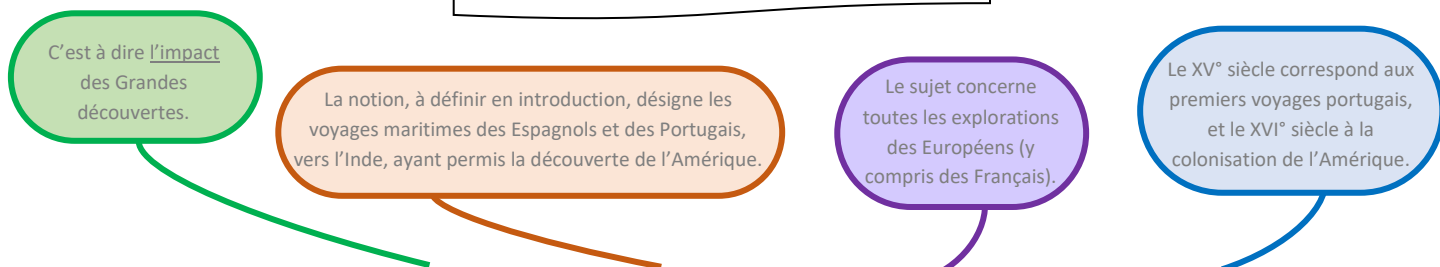 C'est à dire l'impact
des Grandes
découvertes.
La notion, à définir en introduction, désigne les
voyages maritimes des Espagnols et des Portugais,
vers l'Inde, ayant permis la découverte de l'Amérique.
Le sujet concerne
toutes les explorations
des Européens (y
compris des Français).
Le XV° siècle correspond aux
premiers voyages portugais,
et le XVI° siècle à la
colonisation de l'Amérique.